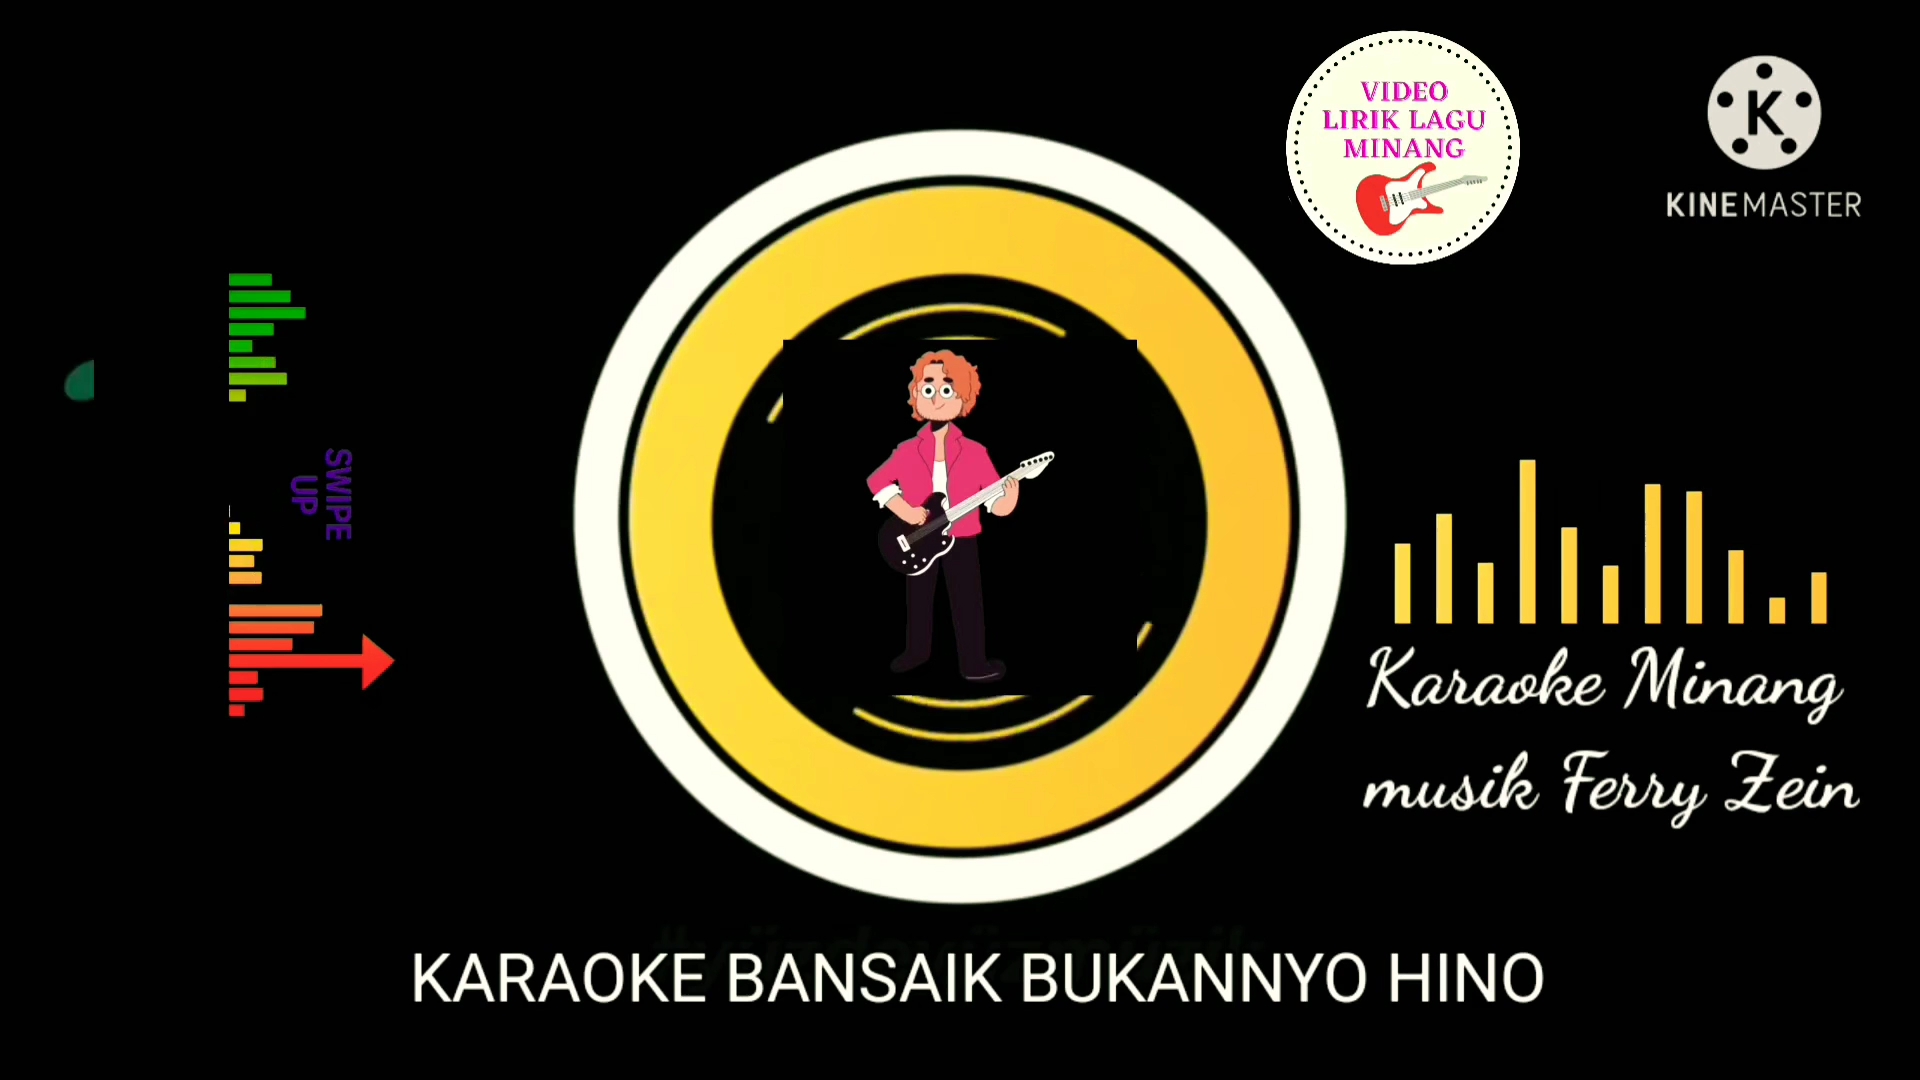 VIDEO
LIRIK LAGU
MINANG
K
KINEMASTER
SWIPE
UP
Karaoke Minang
musik Ferry Zein
KARAOKE BANSAIK BUKANNYO HINO